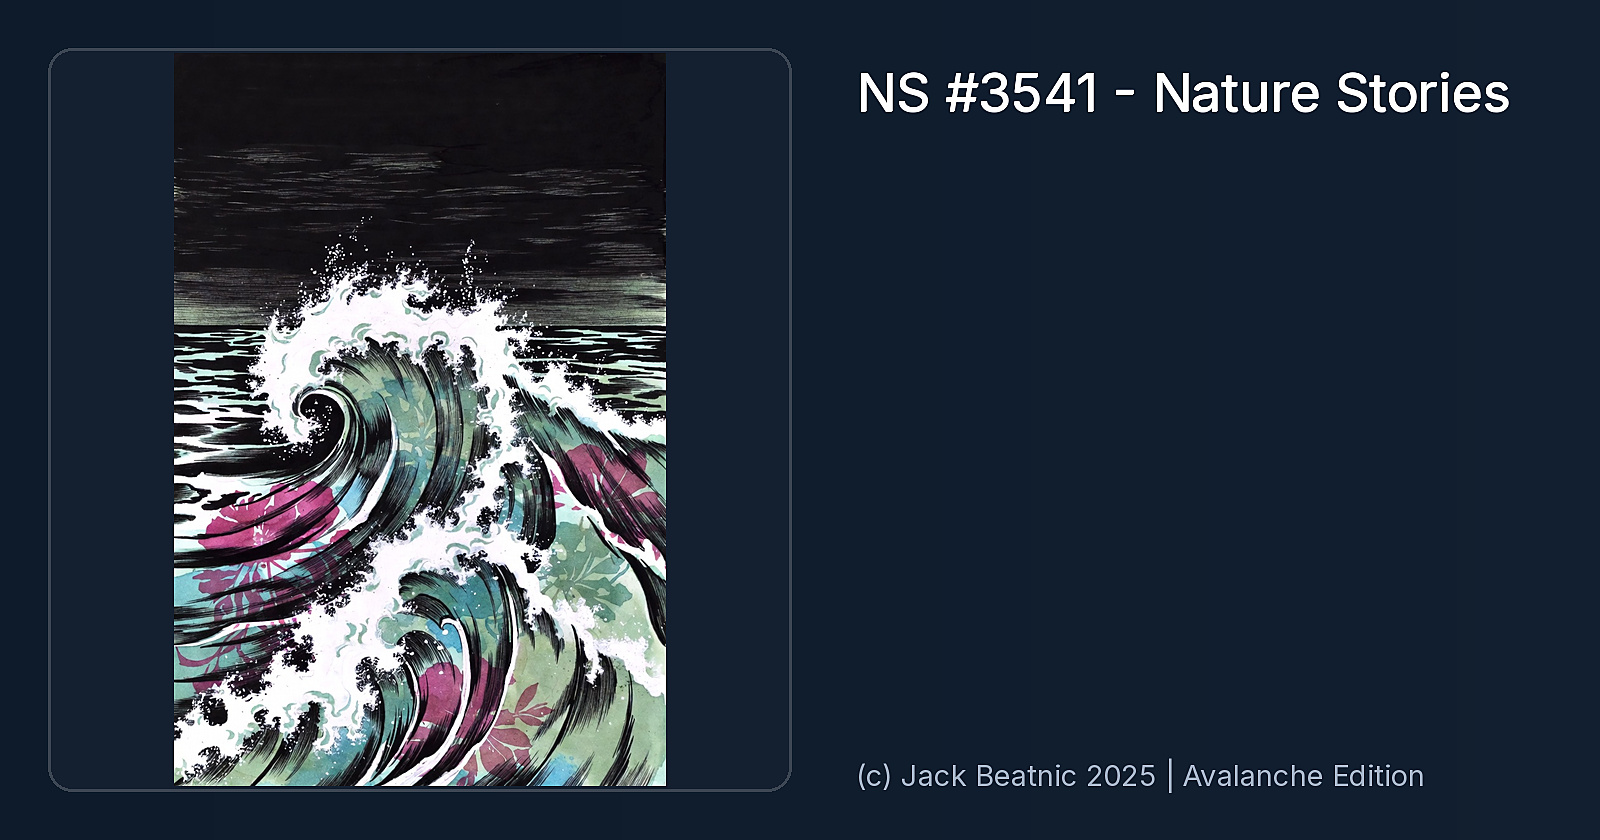 NS #3541 - Nature Stories
(c) Jack Beatnic 2025 | Avalanche Edition